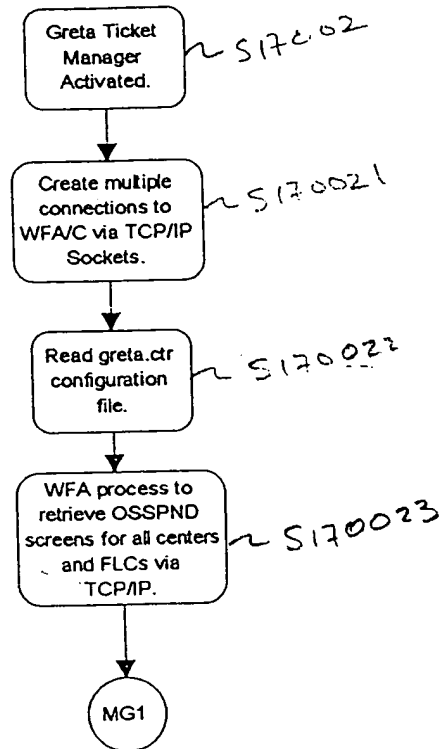 Greta Ticket
Manager
Activated.
S17002
Create multiple
connections to
WFA/C via TCP/IP
Sockets.
S170021
Read greta.ctr
configuration
file.
S170022
WFA process to
retrieve OSSPND
screens for all centers
and FLCs via
TCP/IP.
S170023
MG1